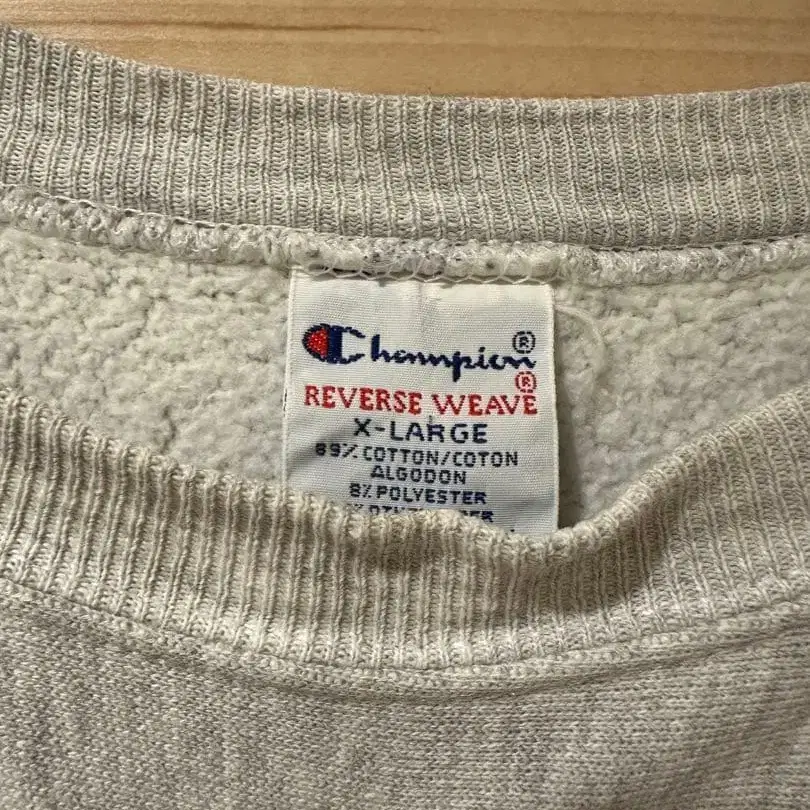 Champion®
®
REVERSE WEAVE
X-LARGE
89% COTTON/COTON
ALGODON
8% POLYESTER